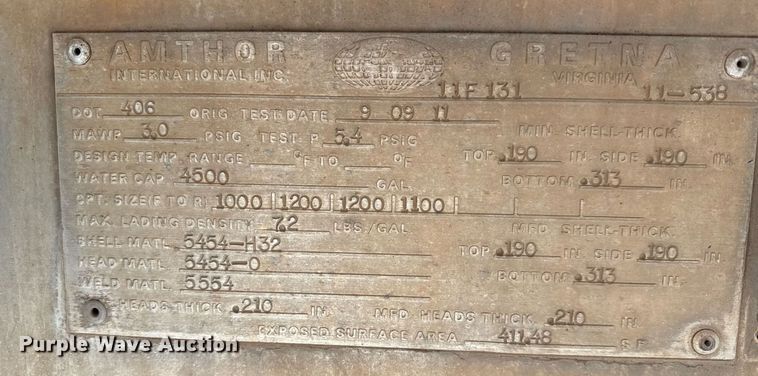 AMTHOR GRETNA
INTERNATIONAL INC. VIRGINIA
11F131 11-538
DOT 406 ORIG. TEST DATE 9 09 11
MAWP 3.0 PSIG TEST P. 5.4 PSIG MIN. SHELL-THICK.
DESIGN TEMP. RANGE °F TO °F TOP .190 IN. SIDE .190 IN.
WATER CAP. 4500 GAL. BOTTOM .313 IN.
CPT. SIZE (F TO R) 1000 1200 1200 1100
MAX. LADING DENSITY 7.2 LBS./GAL MFD. SHELL-THICK.
SHELL MATL 5454-H32 TOP .190 IN. SIDE .190 IN.
HEAD MATL 5454-O BOTTOM .313 IN.
WELD MATL 5554
HEADS THICK .210 IN. MFD. HEADS THICK. .210 IN.
EXPOSED SURFACE AREA 411.48 S.F.
Purple Wave Auction